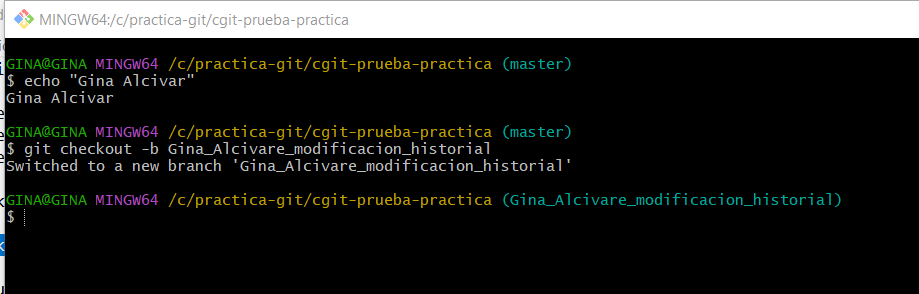 MINGW64:/c/practica-git/cgit-prueba-practica
GINA@GINA MINGW64 /c/practica-git/cgit-prueba-practica (master)
$ echo "Gina Alcivar"
Gina Alcivar
GINA@GINA MINGW64 /c/practica-git/cgit-prueba-practica (master)
$ git checkout -b Gina_Alcivare_modificacion_historial
Switched to a new branch 'Gina_Alcivare_modificacion_historial'
GINA@GINA MINGW64 /c/practica-git/cgit-prueba-practica (Gina_Alcivare_modificacion_historial)
$